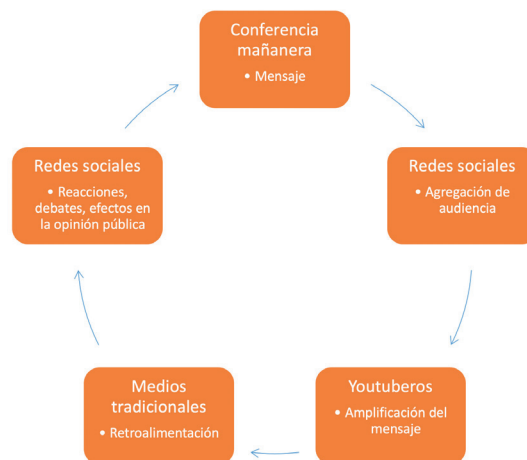 Conferencia
mañanera
• Mensaje
Redes sociales
• Agregación de
audiencia
Youtuberos
• Amplificación del
mensaje
Medios
tradicionales
• Retroalimentación
Redes sociales
• Reacciones,
debates, efectos en
la opinión pública